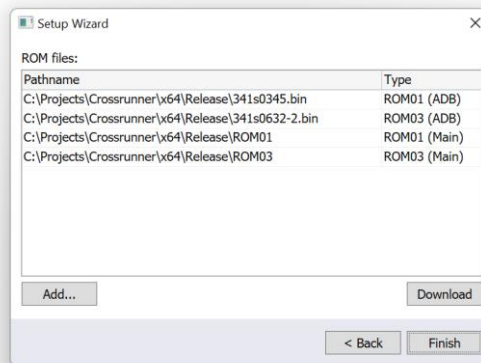 Setup Wizard
ROM files:
Pathname Type
C:\Projects\Crossrunner\x64\Release\341s0345.bin ROM01 (ADB)
C:\Projects\Crossrunner\x64\Release\341s0632-2.bin ROM03 (ADB)
C:\Projects\Crossrunner\x64\Release\ROM01 ROM01 (Main)
C:\Projects\Crossrunner\x64\Release\ROM03 ROM03 (Main)
Add... Download
< Back Finish